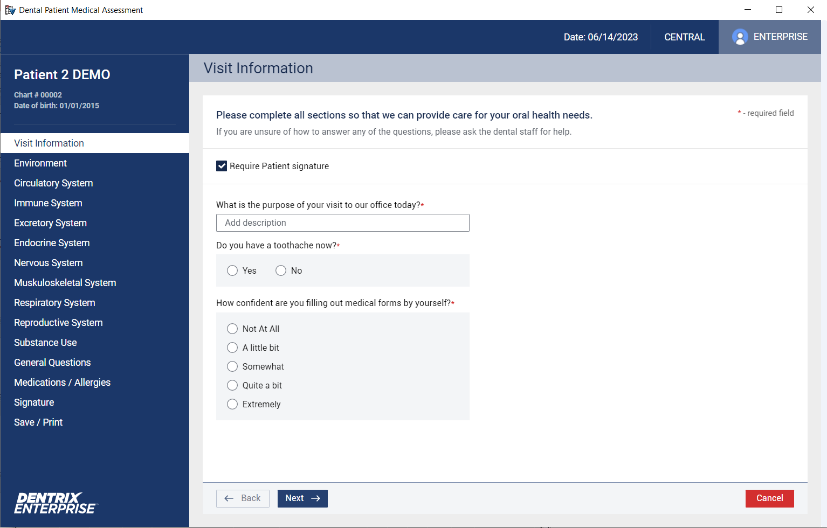 Dental Patient Medical Assessment
Date: 06/14/2023 CENTRAL ENTERPRISE
Patient 2 DEMO
Chart # 00002
Date of birth: 01/01/2015
Visit Information
Environment
Circulatory System
Immune System
Excretory System
Endocrine System
Nervous System
Muskuloskeletal System
Respiratory System
Reproductive System
Substance Use
General Questions
Medications / Allergies
Signature
Save / Print
DENTRIX
ENTERPRISE
Visit Information
Please complete all sections so that we can provide care for your oral health needs.
* - required field
If you are unsure of how to answer any of the questions, please ask the dental staff for help.
Require Patient signature
What is the purpose of your visit to our office today?*
Add description
Do you have a toothache now?*
Yes No
How confident are you filling out medical forms by yourself?*
Not At All
A little bit
Somewhat
Quite a bit
Extremely
Back Next Cancel